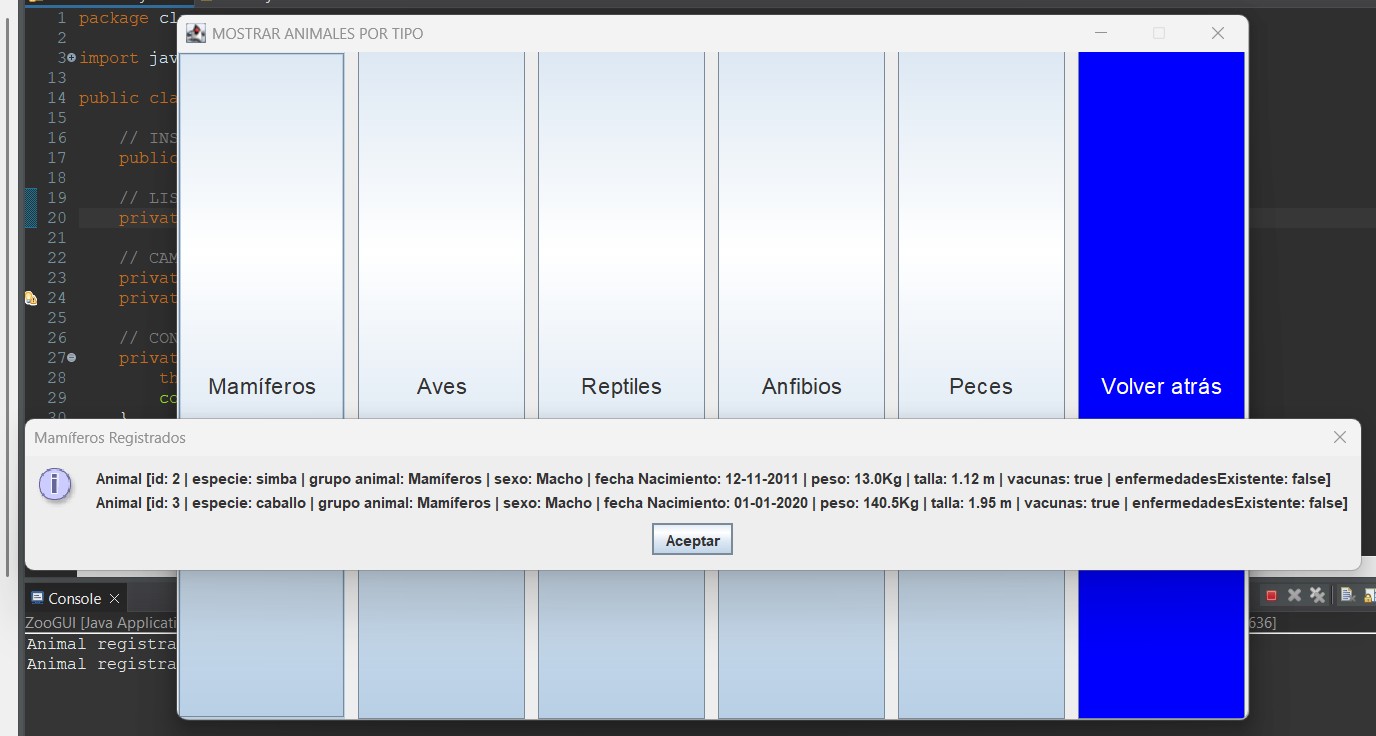 1 package cl
2
3 import jav
13
14 public cla
15
16 // INS
17 public
18
19 // LIS
20 privat
21
22 // CAM
23 privat
24 privat
25
26 // CON
27 privat
28 th
29 co
30 }
MOSTRAR ANIMALES POR TIPO
Mamíferos Aves Reptiles Anfibios Peces Volver atrás
Mamíferos Registrados
Animal [id: 2 | especie: simba | grupo animal: Mamíferos | sexo: Macho | fecha Nacimiento: 12-11-2011 | peso: 13.0Kg | talla: 1.12 m | vacunas: true | enfermedadesExistente: false]
Animal [id: 3 | especie: caballo | grupo animal: Mamíferos | sexo: Macho | fecha Nacimiento: 01-01-2020 | peso: 140.5Kg | talla: 1.95 m | vacunas: true | enfermedadesExistente: false]
Aceptar
Console
ZooGUI [Java Applicati 636]
Animal registra
Animal registra